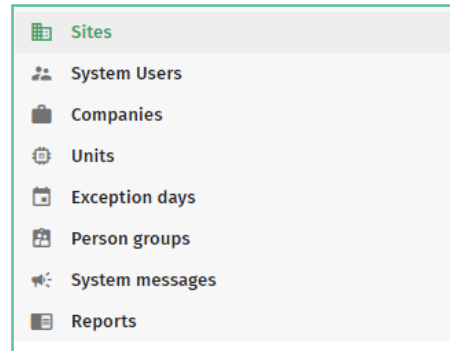 Sites
System Users
Companies
Units
Exception days
Person groups
System messages
Reports